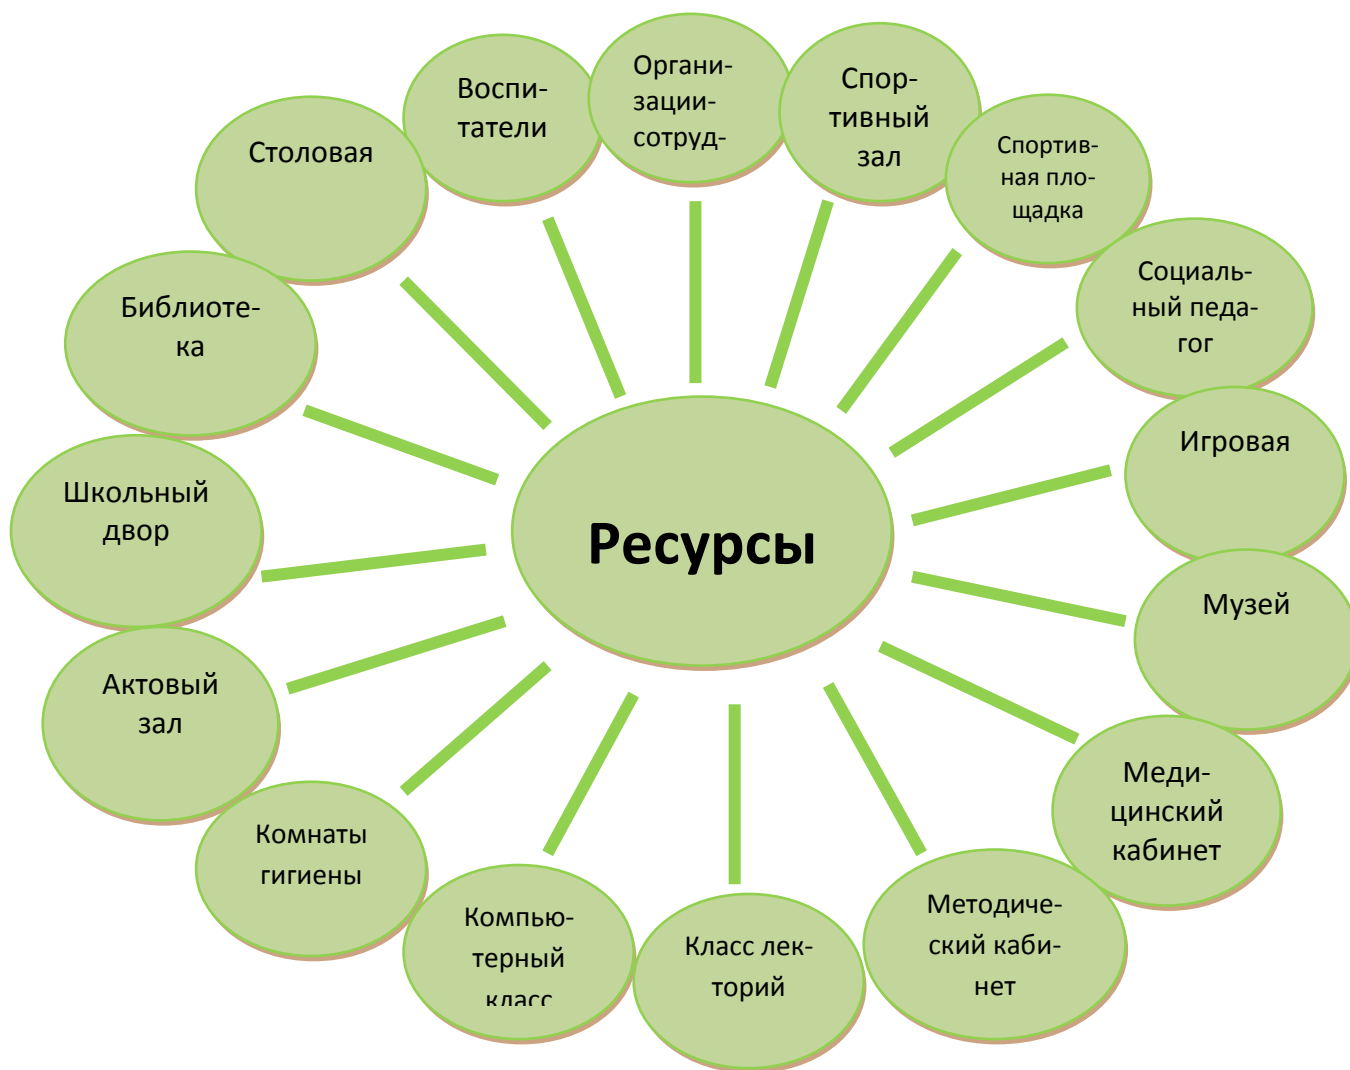 Органи-
зации-
сотруд-
Спор-
тивный
зал
Спортив-
ная пло-
щадка
Социаль-
ный педа-
гог
Игровая
Музей
Меди-
цинский
кабинет
Методиче-
ский каби-
нет
Класс лек-
торий
Компью-
терный
класс
Комнаты
гигиены
Актовый
зал
Школьный
двор
Библиоте-
ка
Столовая
Воспи-
татели
Ресурсы